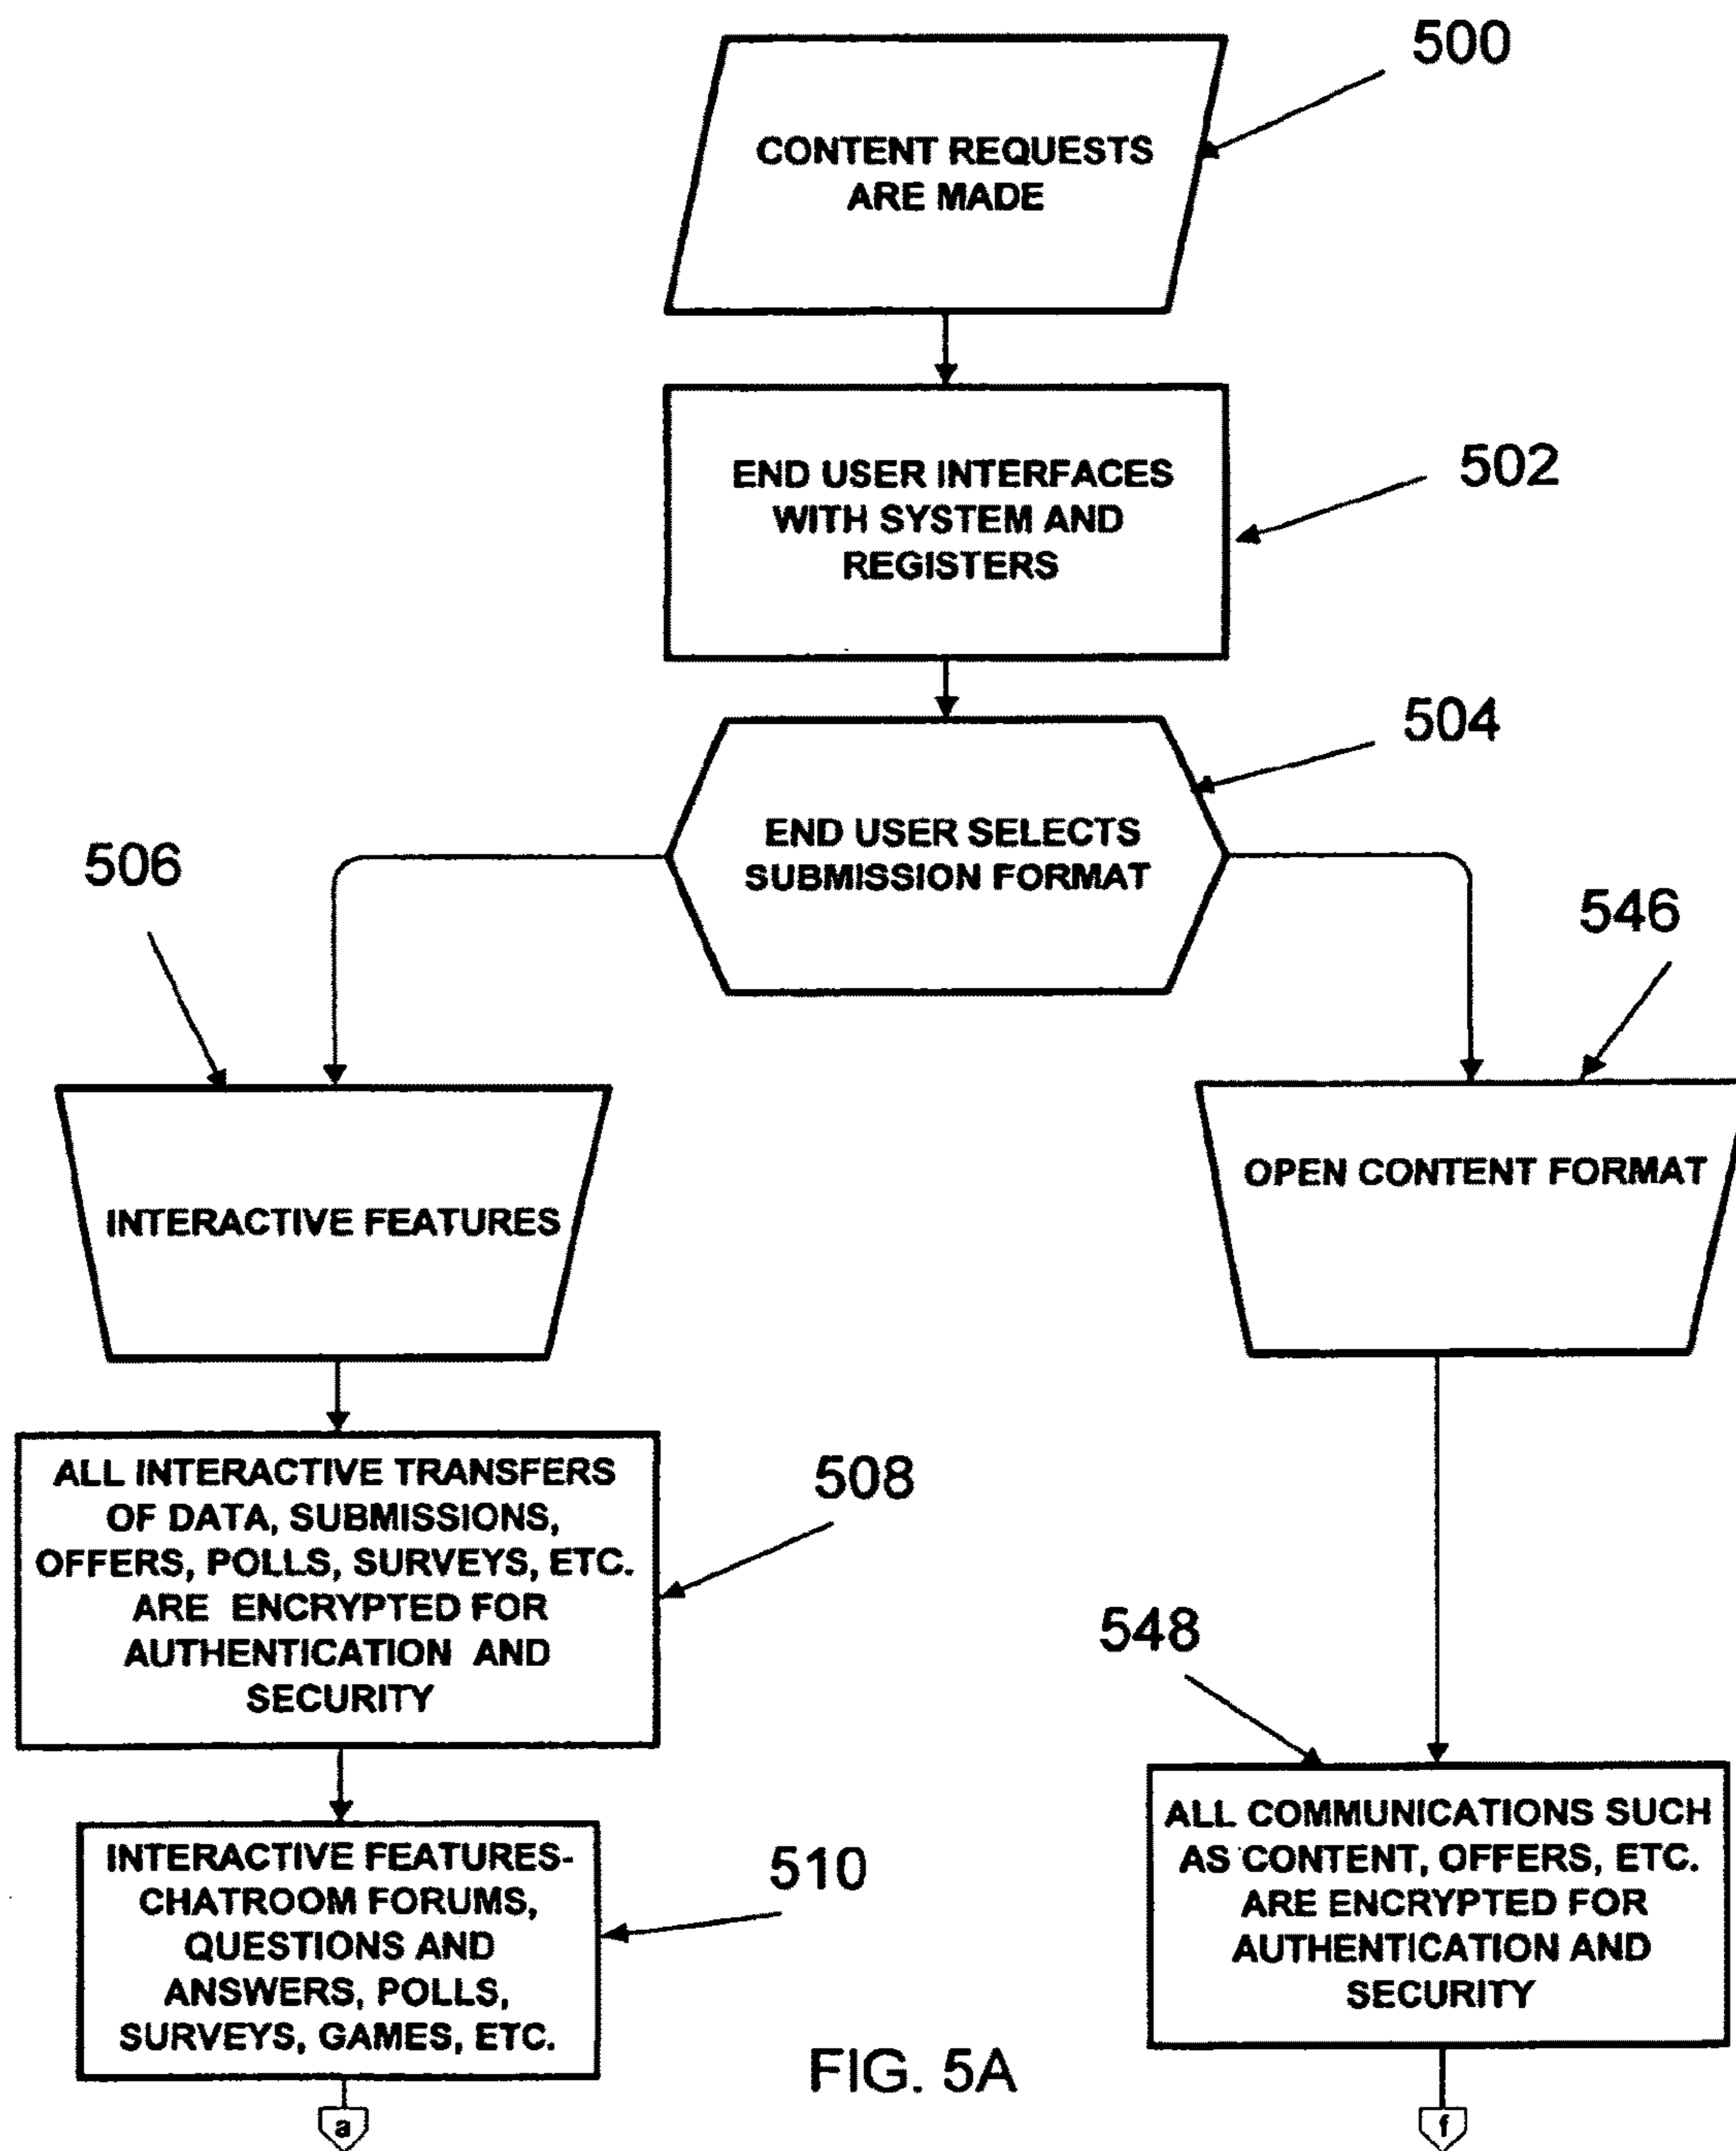 500
CONTENT REQUESTS
ARE MADE
502
END USER INTERFACES
WITH SYSTEM AND
REGISTERS
504
END USER SELECTS
SUBMISSION FORMAT
506
546
INTERACTIVE FEATURES
OPEN CONTENT FORMAT
508
ALL INTERACTIVE TRANSFERS
OF DATA, SUBMISSIONS,
OFFERS, POLLS, SURVEYS, ETC.
ARE ENCRYPTED FOR
AUTHENTICATION AND
SECURITY
510
INTERACTIVE FEATURES-
CHATROOM FORUMS,
QUESTIONS AND
ANSWERS, POLLS,
SURVEYS, GAMES, ETC.
548
ALL COMMUNICATIONS SUCH
AS CONTENT, OFFERS, ETC.
ARE ENCRYPTED FOR
AUTHENTICATION AND
SECURITY
FIG. 5A
a
f